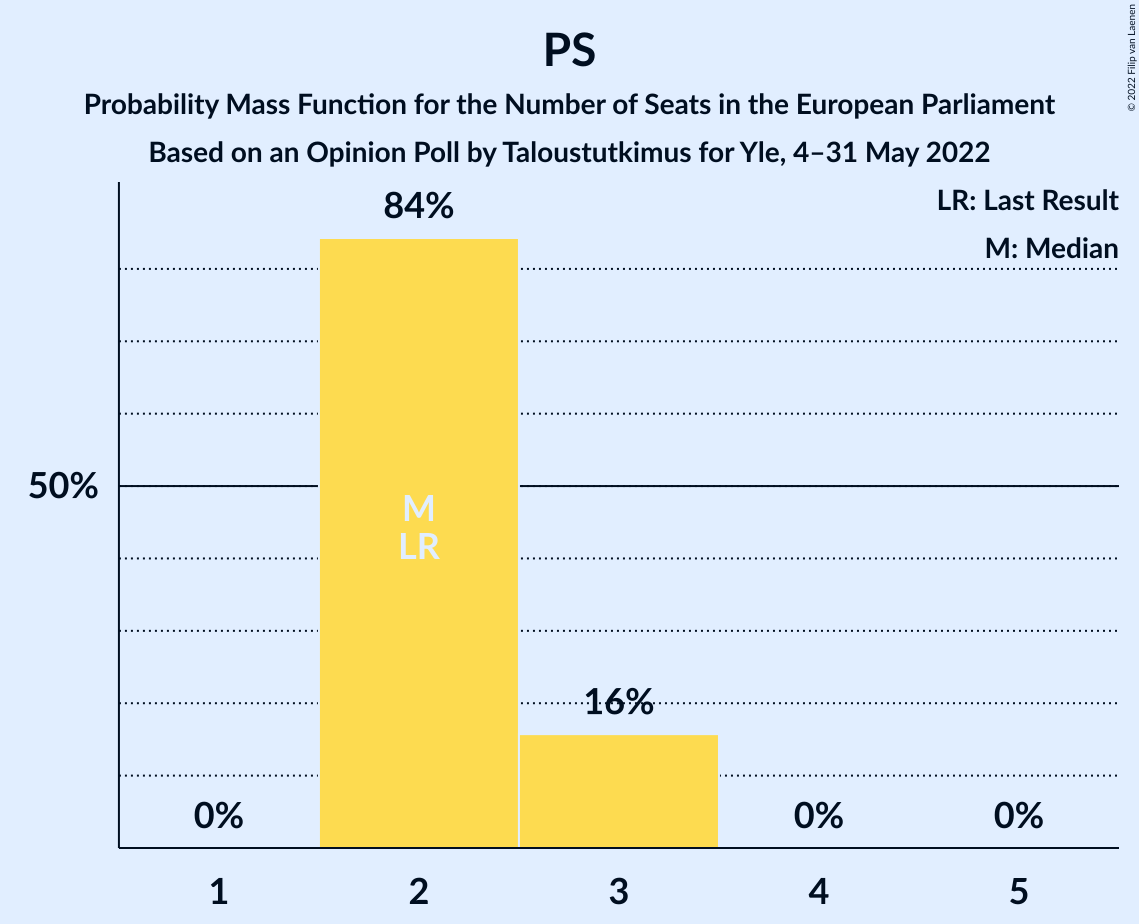 PS
Probability Mass Function for the Number of Seats in the European Parliament
Based on an Opinion Poll by Taloustutkimus for Yle, 4–31 May 2022
© 2022 Filip van Laenen
LR: Last Result
M: Median
84%
50%
M
LR
16%
0%
0%
0%
1
2
3
4
5